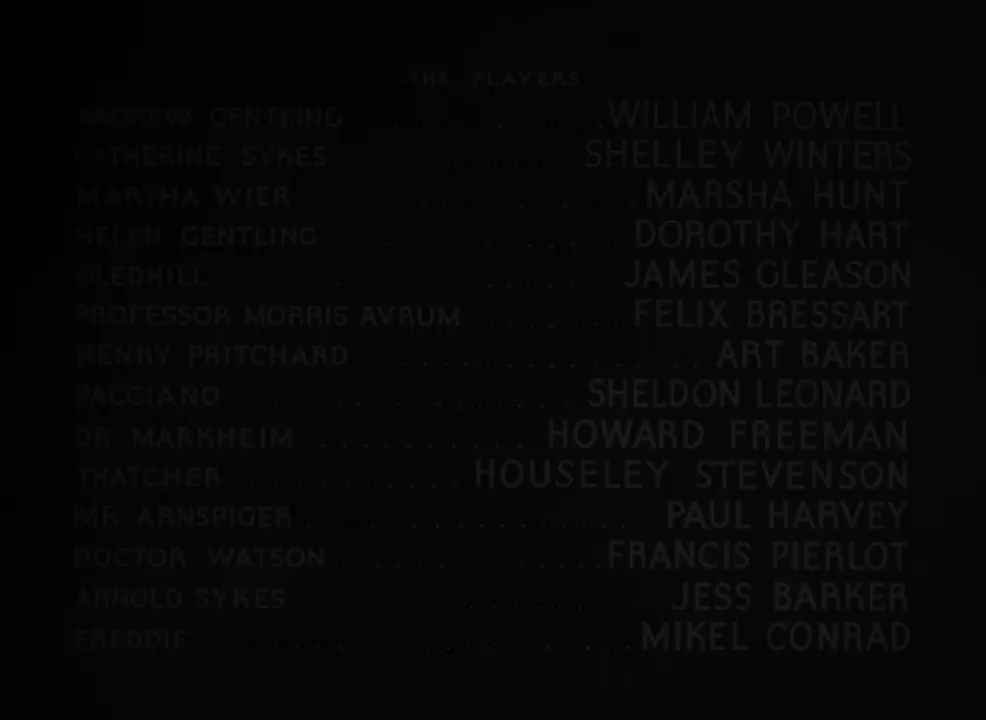 THE PLAYERS
ANDREW GENTLING . . . . . WILLIAM POWELL
CATHERINE SYKES . . . . . SHELLEY WINTERS
MARTHA WIER . . . . . MARSHA HUNT
HELEN GENTLING . . . . . DOROTHY HART
GLEDHILL . . . . . JAMES GLEASON
PROFESSOR MORRIS AVRUM . . . . . FELIX BRESSART
HENRY PRITCHARD . . . . . ART BAKER
PACCIANO . . . . . SHELDON LEONARD
DR MARKHEIM . . . . . HOWARD FREEMAN
THATCHER . . . . . HOUSELEY STEVENSON
MR ARNSPIGER . . . . . PAUL HARVEY
DOCTOR WATSON . . . . . FRANCIS PIERLOT
ARNOLD SYKES . . . . . JESS BARKER
FREDDIE . . . . . MIKEL CONRAD